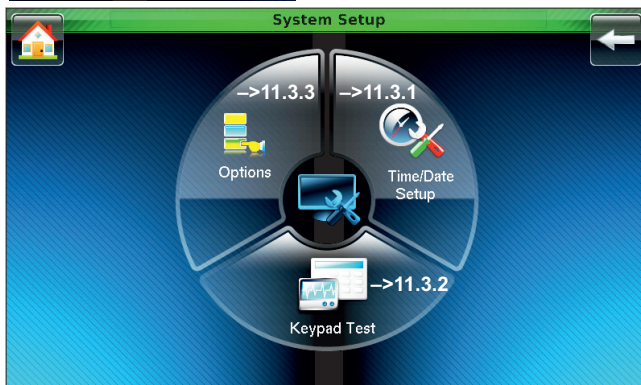 System Setup
–>11.3.3
–>11.3.1
Options
Time/Date
Setup
–>11.3.2
Keypad Test